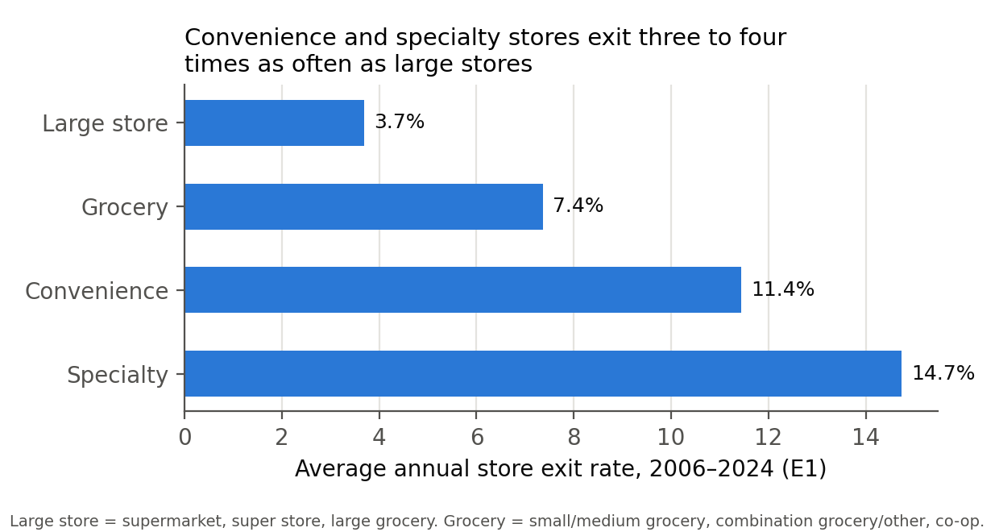 Convenience and specialty stores exit three to four
times as often as large stores
Large store
3.7%
Grocery
7.4%
Convenience
11.4%
Specialty
14.7%
0 2 4 6 8 10 12 14
Average annual store exit rate, 2006–2024 (E1)
Large store = supermarket, super store, large grocery. Grocery = small/medium grocery, combination grocery/other, co-op.